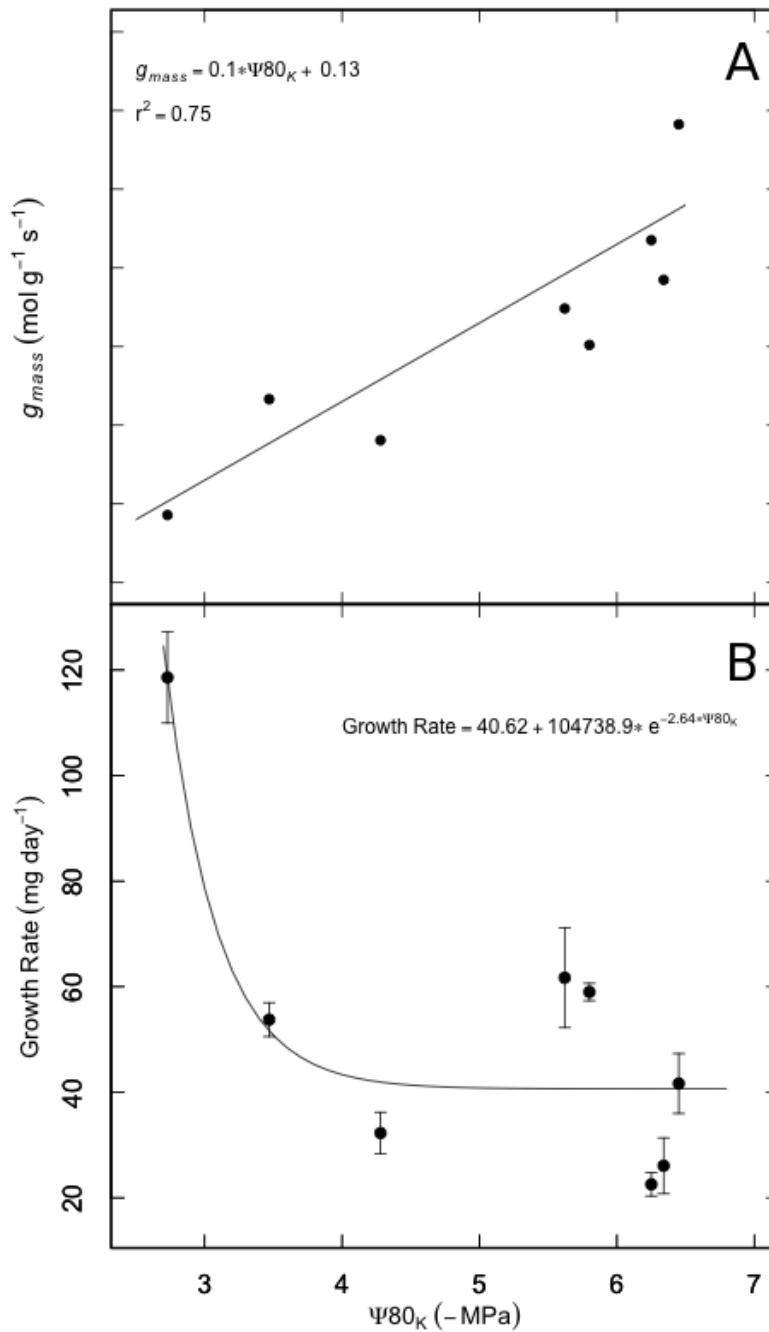 A
g_mass = 0.1*Ψ80_K + 0.13
r² = 0.75
g_mass (mol g⁻¹ s⁻¹)
B
Growth Rate = 40.62 + 104738.9* e^(−2.64*Ψ80_K)
Growth Rate (mg day⁻¹)
120
100
80
60
40
20
3 4 5 6 7
Ψ80_K (−MPa)